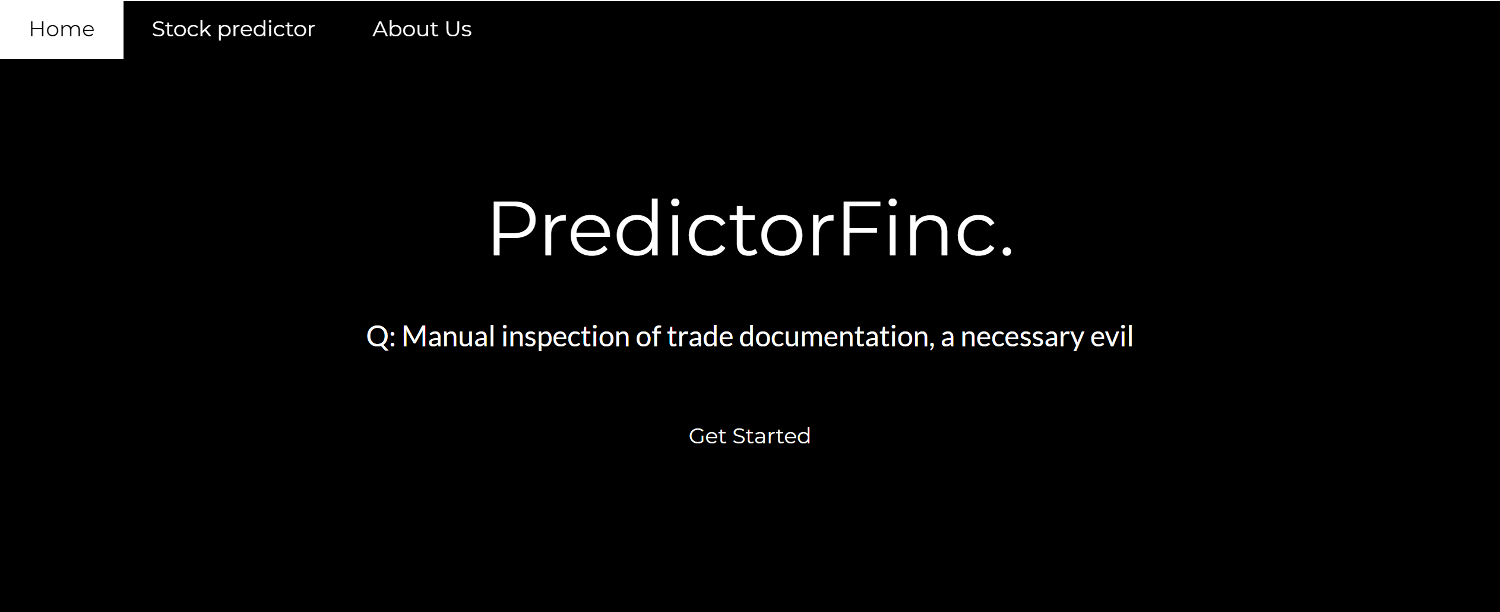 Home Stock predictor About Us
PredictorFinc.
Q: Manual inspection of trade documentation, a necessary evil
Get Started